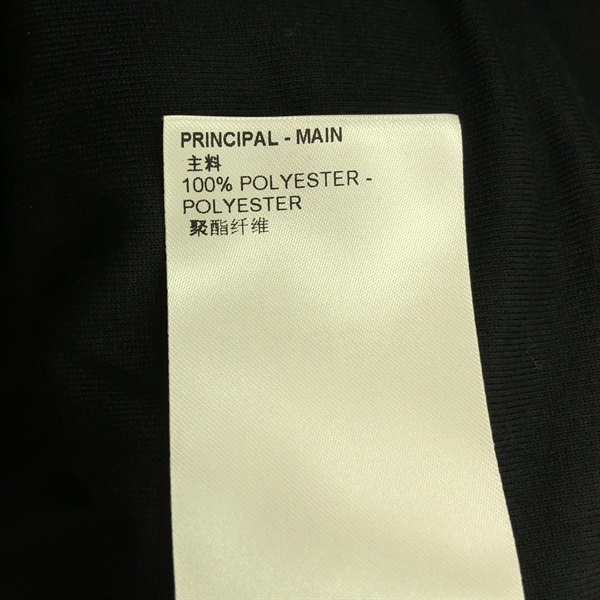 PRINCIPAL - MAIN
主料
100% POLYESTER -
POLYESTER
聚酯纤维